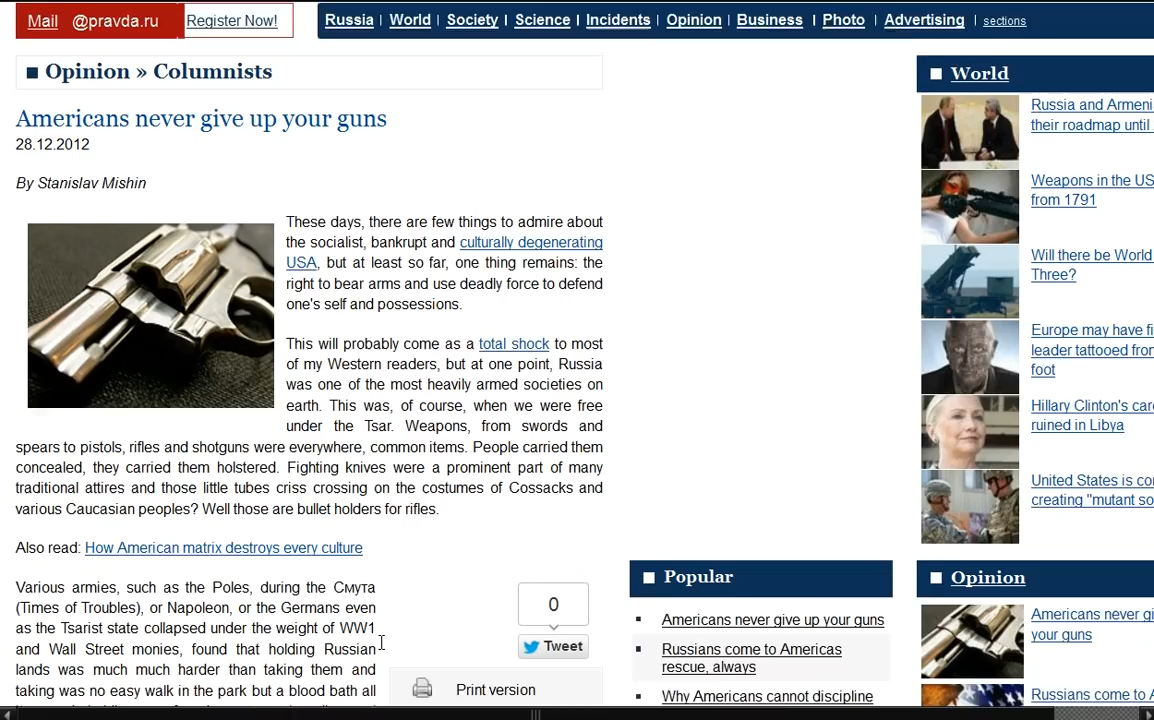 Mail @pravda.ru Register Now!
Russia World Society Science Incidents Opinion Business Photo Advertising sections
Opinion » Columnists
Americans never give up your guns
28.12.2012
By Stanislav Mishin
These days, there are few things to admire about
the socialist, bankrupt and culturally degenerating
USA, but at least so far, one thing remains: the
right to bear arms and use deadly force to defend
one's self and possessions.
This will probably come as a total shock to most
of my Western readers, but at one point, Russia
was one of the most heavily armed societies on
earth. This was, of course, when we were free
under the Tsar. Weapons, from swords and
spears to pistols, rifles and shotguns were everywhere, common items. People carried them
concealed, they carried them holstered. Fighting knives were a prominent part of many
traditional attires and those little tubes criss crossing on the costumes of Cossacks and
various Caucasian peoples? Well those are bullet holders for rifles.
Also read: How American matrix destroys every culture
Various armies, such as the Poles, during the Смута
(Times of Troubles), or Napoleon, or the Germans even
as the Tsarist state collapsed under the weight of WW1
and Wall Street monies, found that holding Russian
lands was much much harder than taking them and
taking was no easy walk in the park but a blood bath all
0
Tweet
Print version
Popular
Americans never give up your guns
Russians come to Americas
rescue, always
Why Americans cannot discipline
World
Russia and Armeni
their roadmap until
Weapons in the US
from 1791
Will there be World
Three?
Europe may have fi
leader tattooed from
foot
Hillary Clinton's car
ruined in Libya
United States is co
creating "mutant so
Opinion
Americans never gi
your guns
Russians come to A